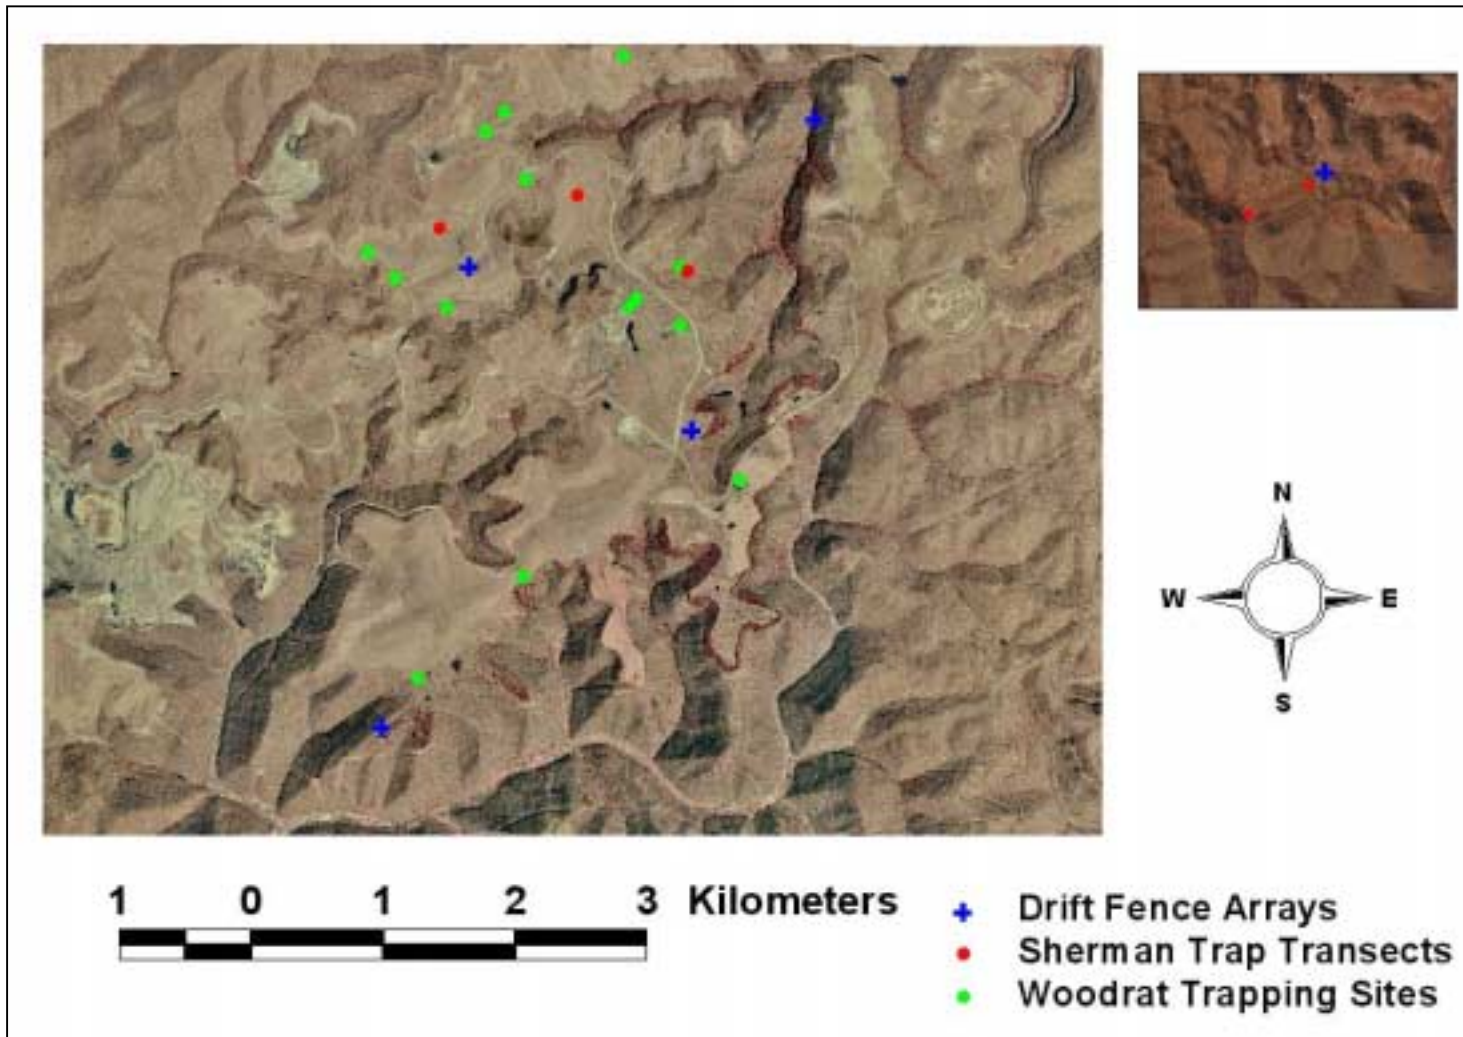 N
W E
S
1 0 1 2 3 Kilometers
Drift Fence Arrays
Sherman Trap Transects
Woodrat Trapping Sites